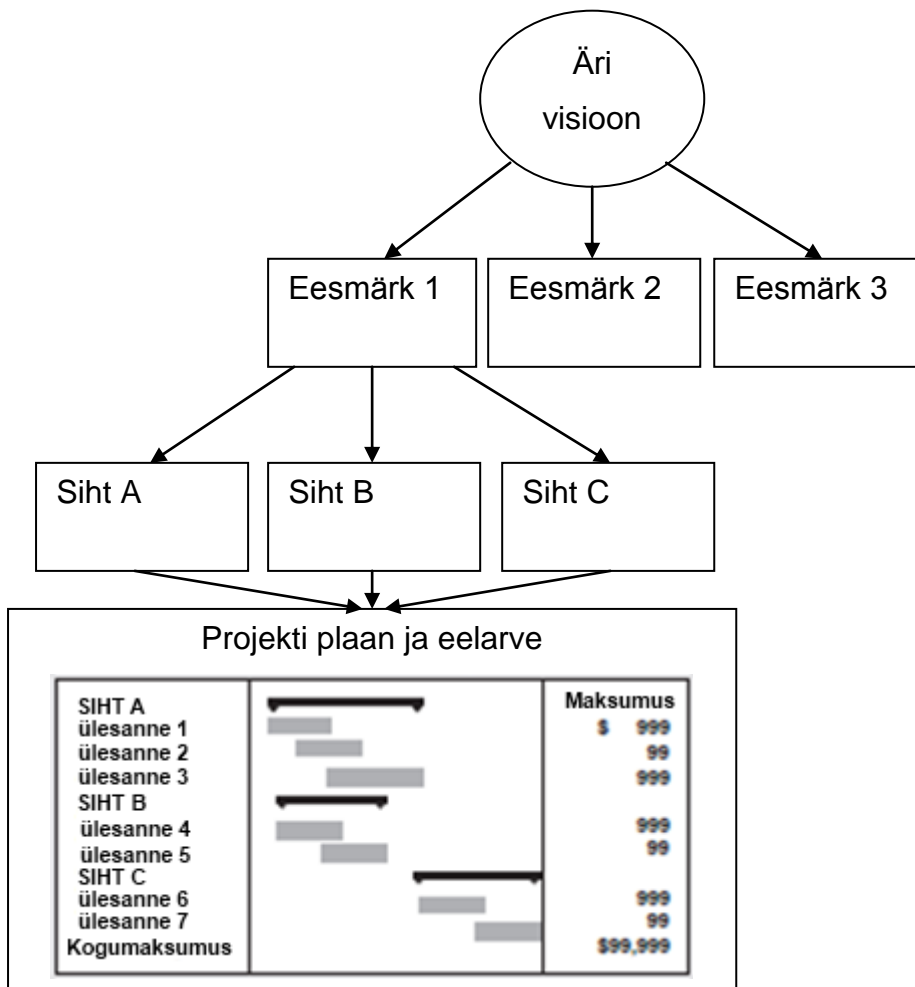 Äri
visioon
Eesmärk 1
Eesmärk 2
Eesmärk 3
Siht A
Siht B
Siht C
Projekti plaan ja eelarve
Maksumus
SIHT A
ülesanne 1 $ 999
ülesanne 2 99
ülesanne 3 999
SIHT B
ülesanne 4 999
ülesanne 5 99
SIHT C
ülesanne 6 999
ülesanne 7 99
Kogumaksumus $99,999